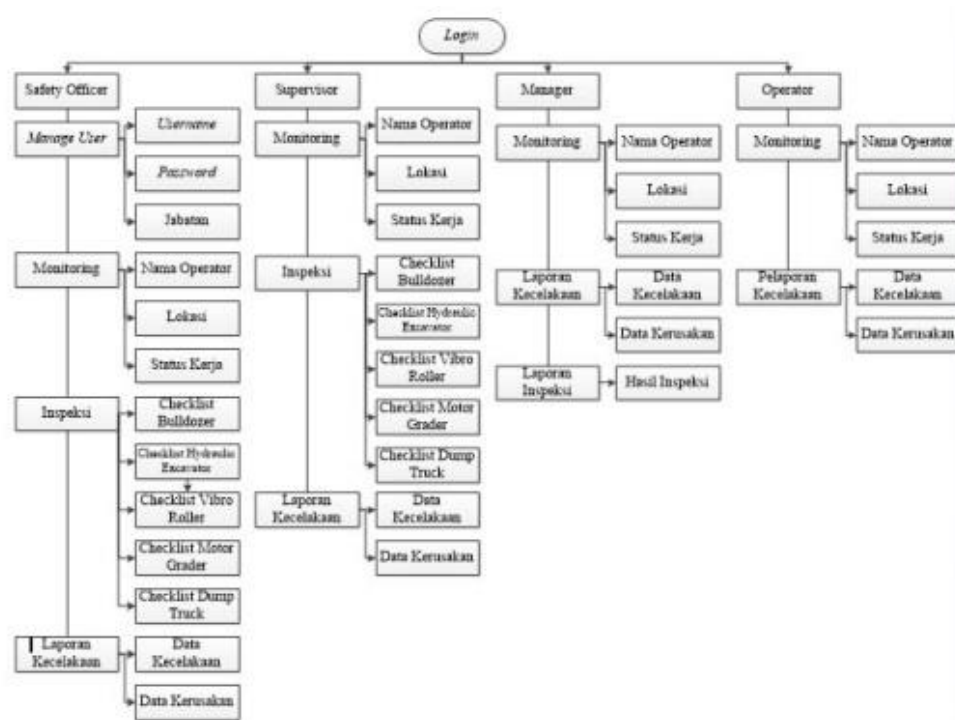 Login
Safety Officer
Manage User
Username
Password
Jabatan
Monitoring
Nama Operator
Lokasi
Status Kerja
Inspeksi
Checklist
Bulldozer
Checklist Hydraulic
Excavator
Checklist Vibro
Roller
Checklist Motor
Grader
Checklist Dump
Truck
Laporan
Kecelakaan
Data
Kecelakaan
Data Kerusakan
Supervisor
Monitoring
Nama Operator
Lokasi
Status Kerja
Inspeksi
Checklist
Bulldozer
Checklist Hydraulic
Excavator
Checklist Vibro
Roller
Checklist Motor
Grader
Checklist Dump
Truck
Laporan
Kecelakaan
Data
Kecelakaan
Data Kerusakan
Manager
Monitoring
Nama Operator
Lokasi
Status Kerja
Laporan
Kecelakaan
Data
Kecelakaan
Data Kerusakan
Laporan
Inspeksi
Hasil Inspeksi
Operator
Monitoring
Nama Operator
Lokasi
Status Kerja
Pelaporan
Kecelakaan
Data
Kecelakaan
Data Kerusakan